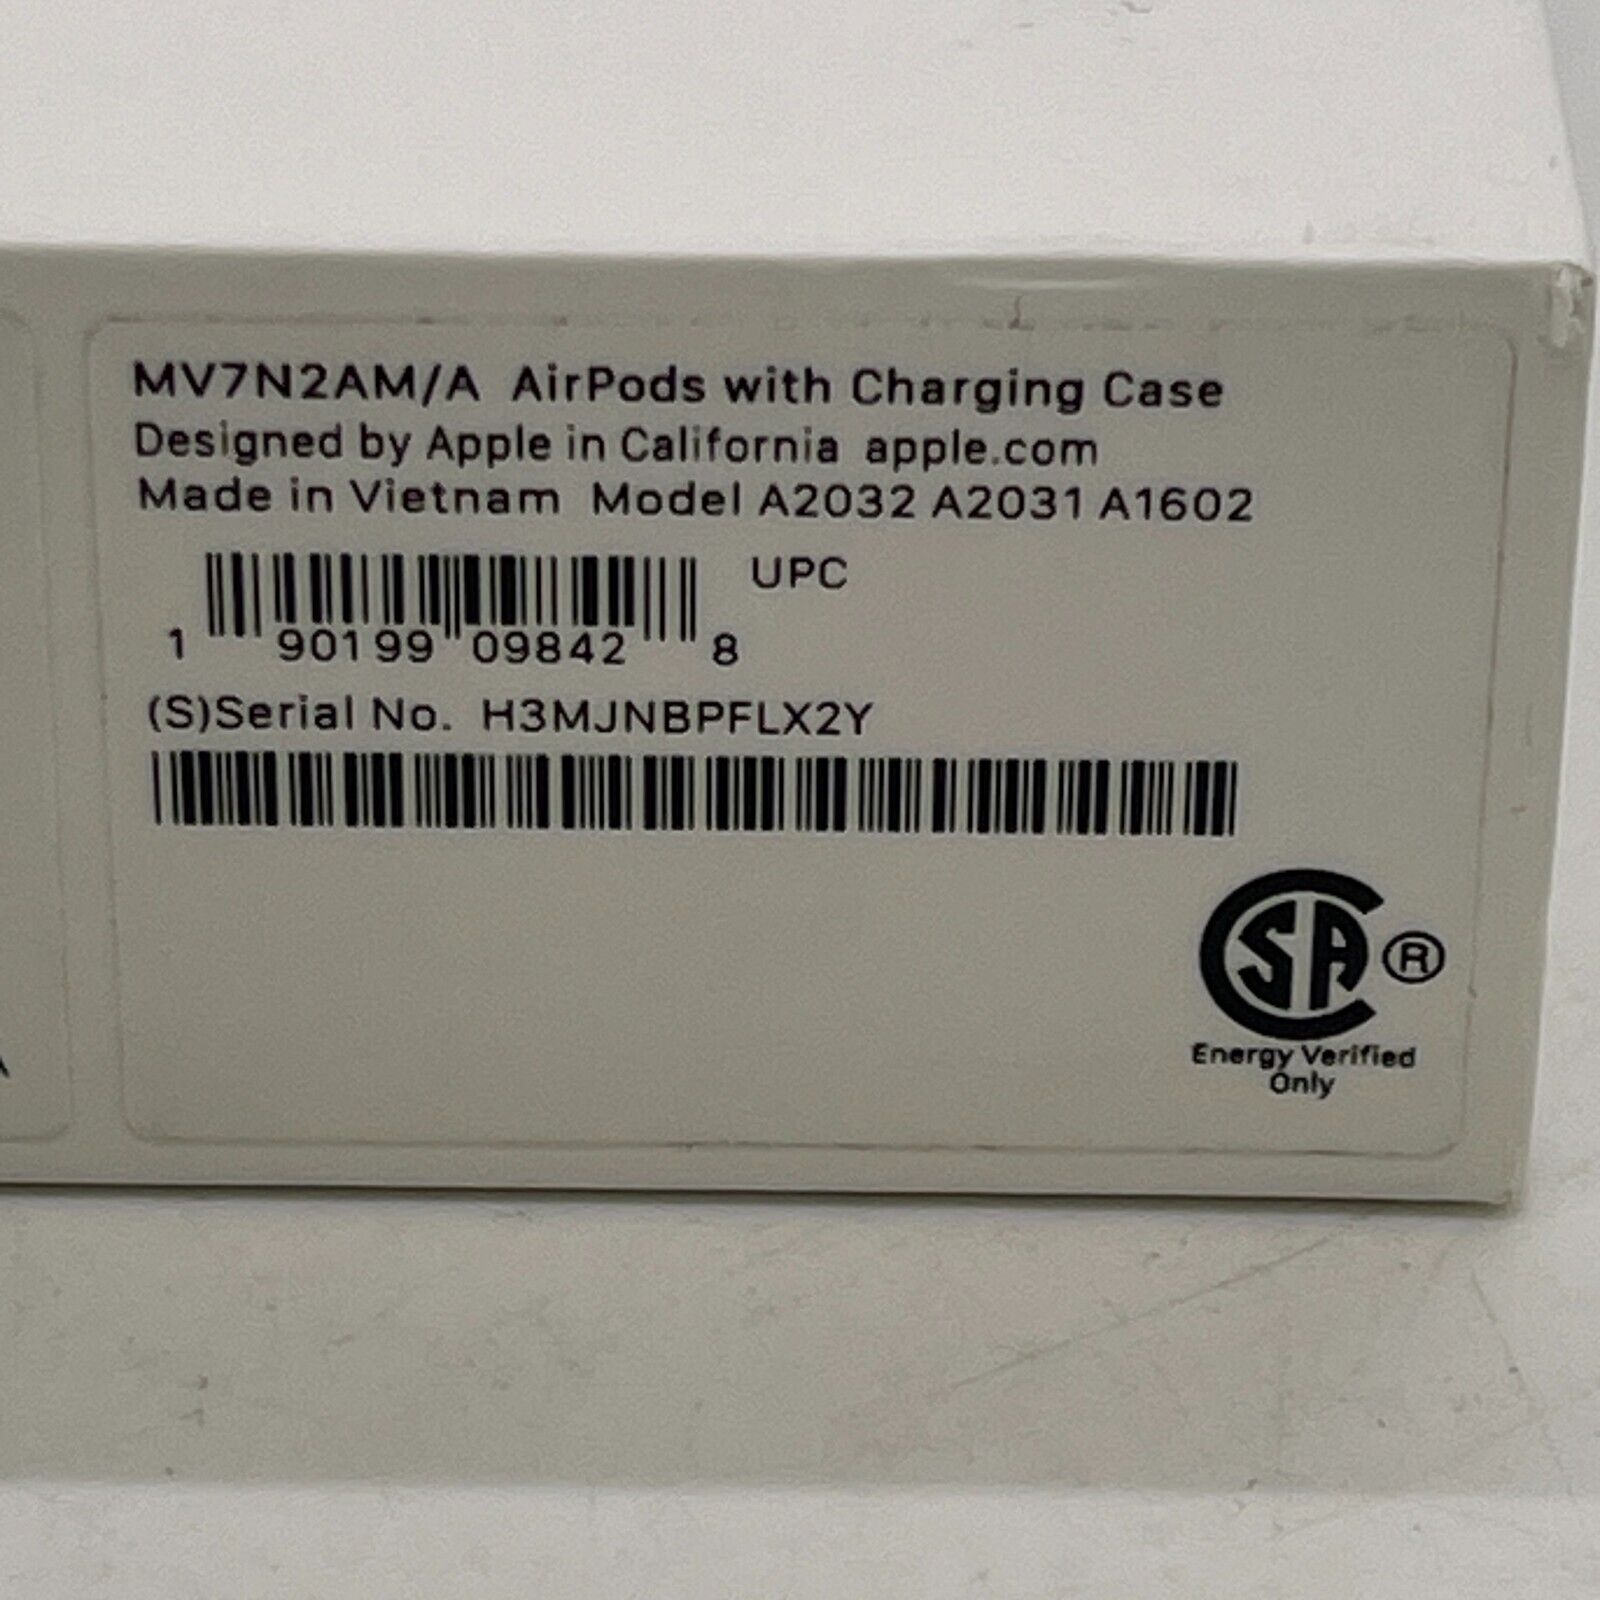 MV7N2AM/A AirPods with Charging Case
Designed by Apple in California apple.com
Made in Vietnam Model A2032 A2031 A1602
UPC
1 90199 09842 8
(S)Serial No. H3MJNBPFLX2Y
CSA ®
Energy Verified
Only